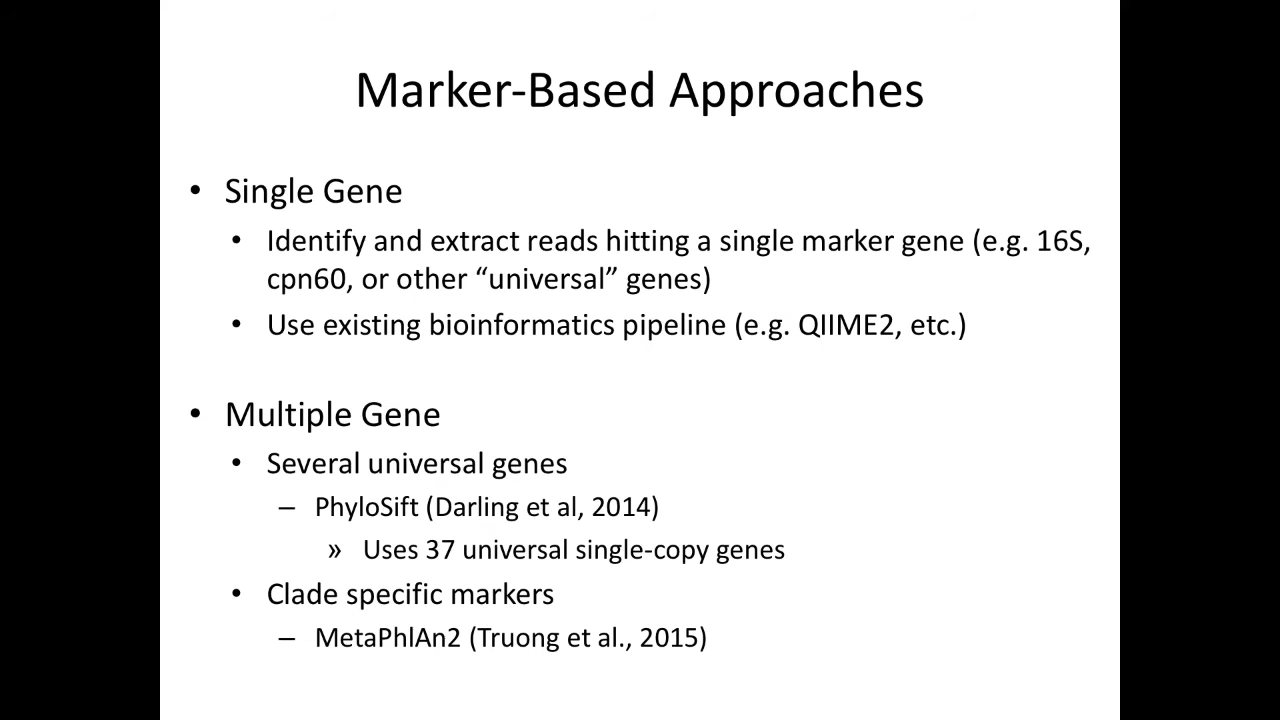 Marker-Based Approaches
• Single Gene
• Identify and extract reads hitting a single marker gene (e.g. 16S,
cpn60, or other “universal” genes)
• Use existing bioinformatics pipeline (e.g. QIIME2, etc.)
• Multiple Gene
• Several universal genes
– PhyloSift (Darling et al, 2014)
» Uses 37 universal single-copy genes
• Clade specific markers
– MetaPhlAn2 (Truong et al., 2015)